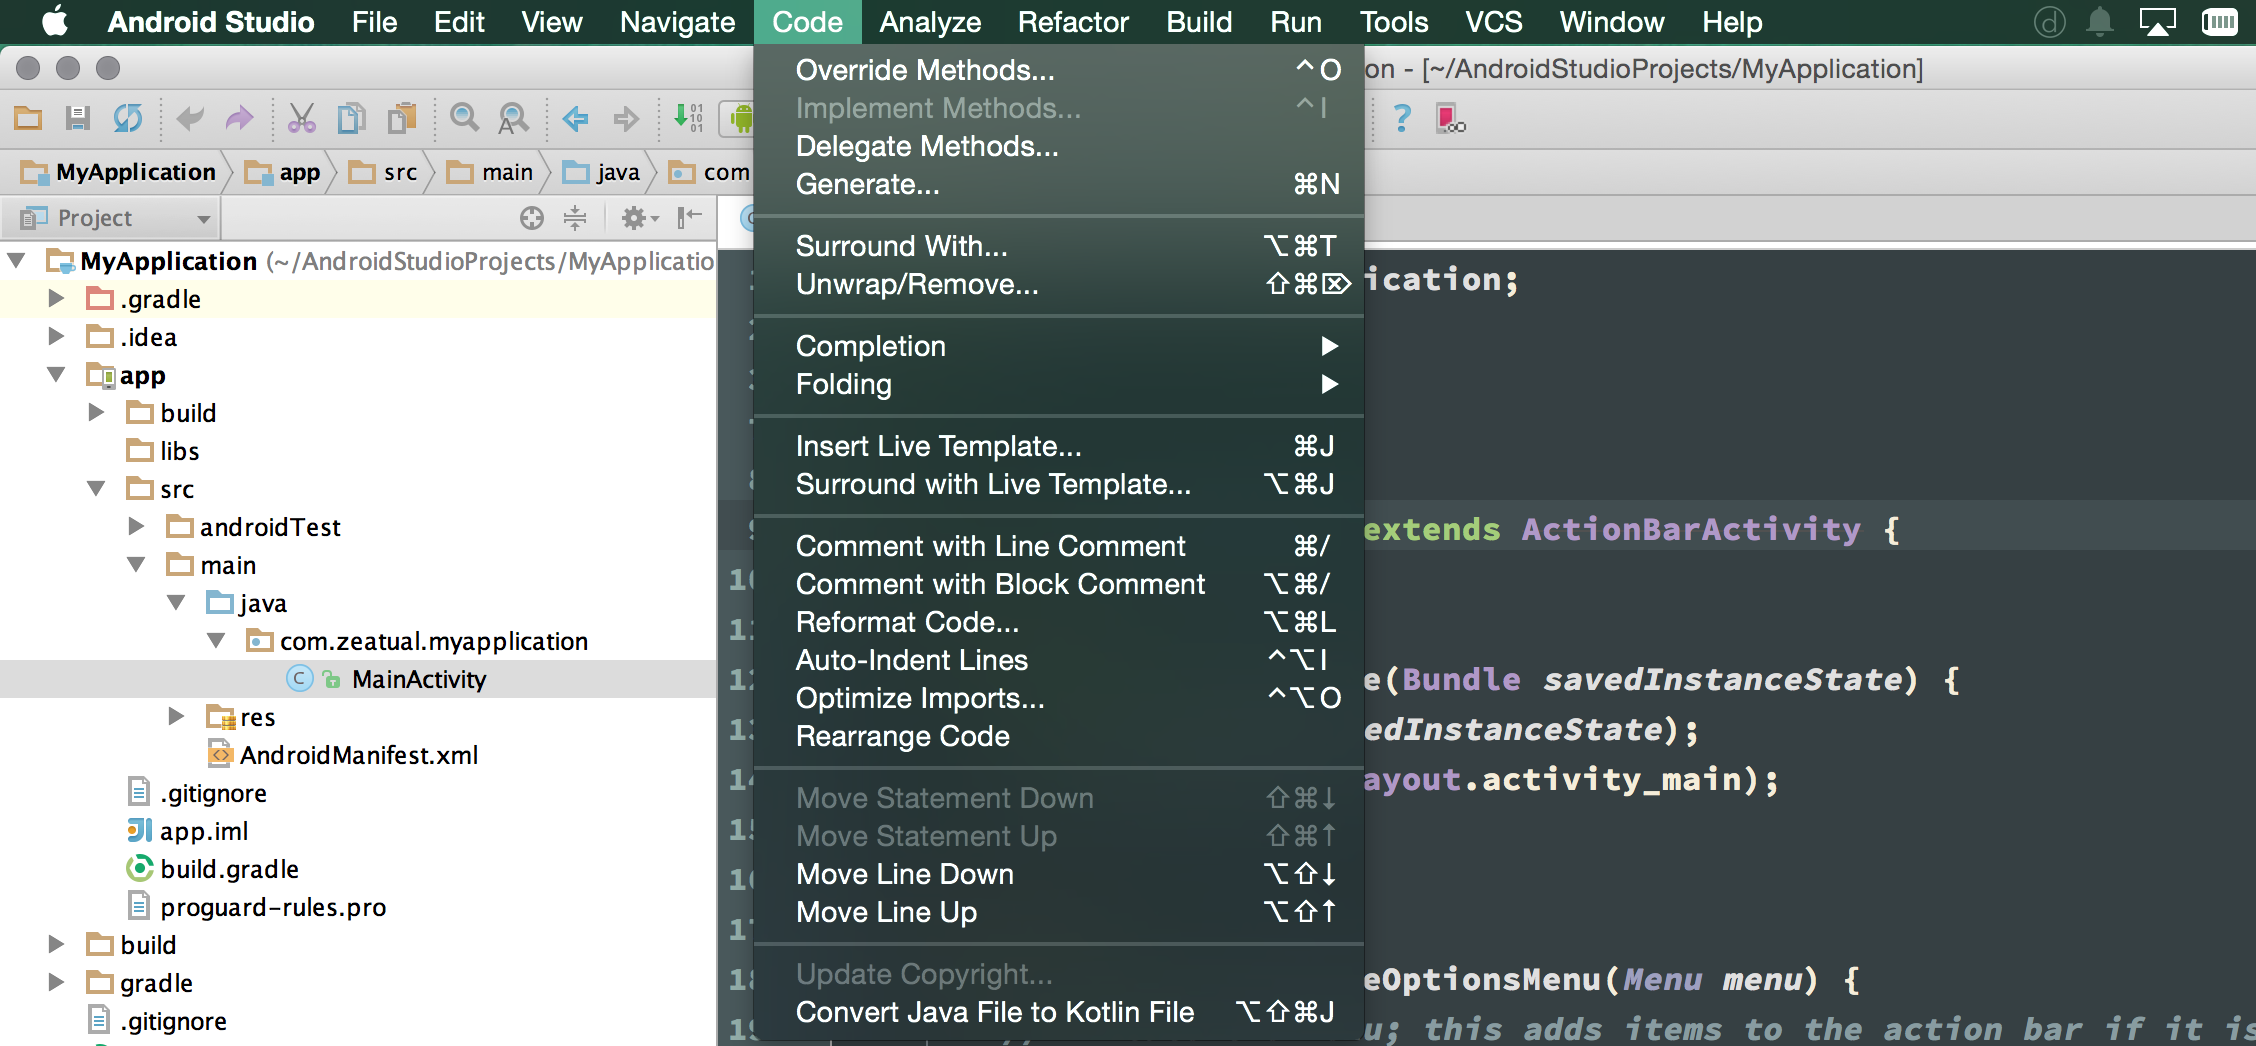 Android Studio File Edit View Navigate Code Analyze Refactor Build Run Tools VCS Window Help
on - [~/AndroidStudioProjects/MyApplication]
MyApplication app src main java com
Project
MyApplication (~/AndroidStudioProjects/MyApplicatio
.gradle
.idea
app
build
libs
src
androidTest
main
java
com.zeatual.myapplication
MainActivity
res
AndroidManifest.xml
.gitignore
app.iml
build.gradle
proguard-rules.pro
build
gradle
.gitignore
Override Methods... ^O
Implement Methods... ^I
Delegate Methods...
Generate... ⌘N
Surround With... ⌥⌘T
Unwrap/Remove... ⇧⌘⌦
Completion ▶
Folding ▶
Insert Live Template... ⌘J
Surround with Live Template... ⌥⌘J
Comment with Line Comment ⌘/
Comment with Block Comment ⌥⌘/
Reformat Code... ⌥⌘L
Auto-Indent Lines ^⌥I
Optimize Imports... ^⌥O
Rearrange Code
Move Statement Down ⇧⌘↓
Move Statement Up ⇧⌘↑
Move Line Down ⌥⇧↓
Move Line Up ⌥⇧↑
Update Copyright...
Convert Java File to Kotlin File ⌥⇧⌘J
ication;
extends ActionBarActivity {
10
e(Bundle savedInstanceState) {
edInstanceState);
ayout.activity_main);
eOptionsMenu(Menu menu) {
u; this adds items to the action bar if it is